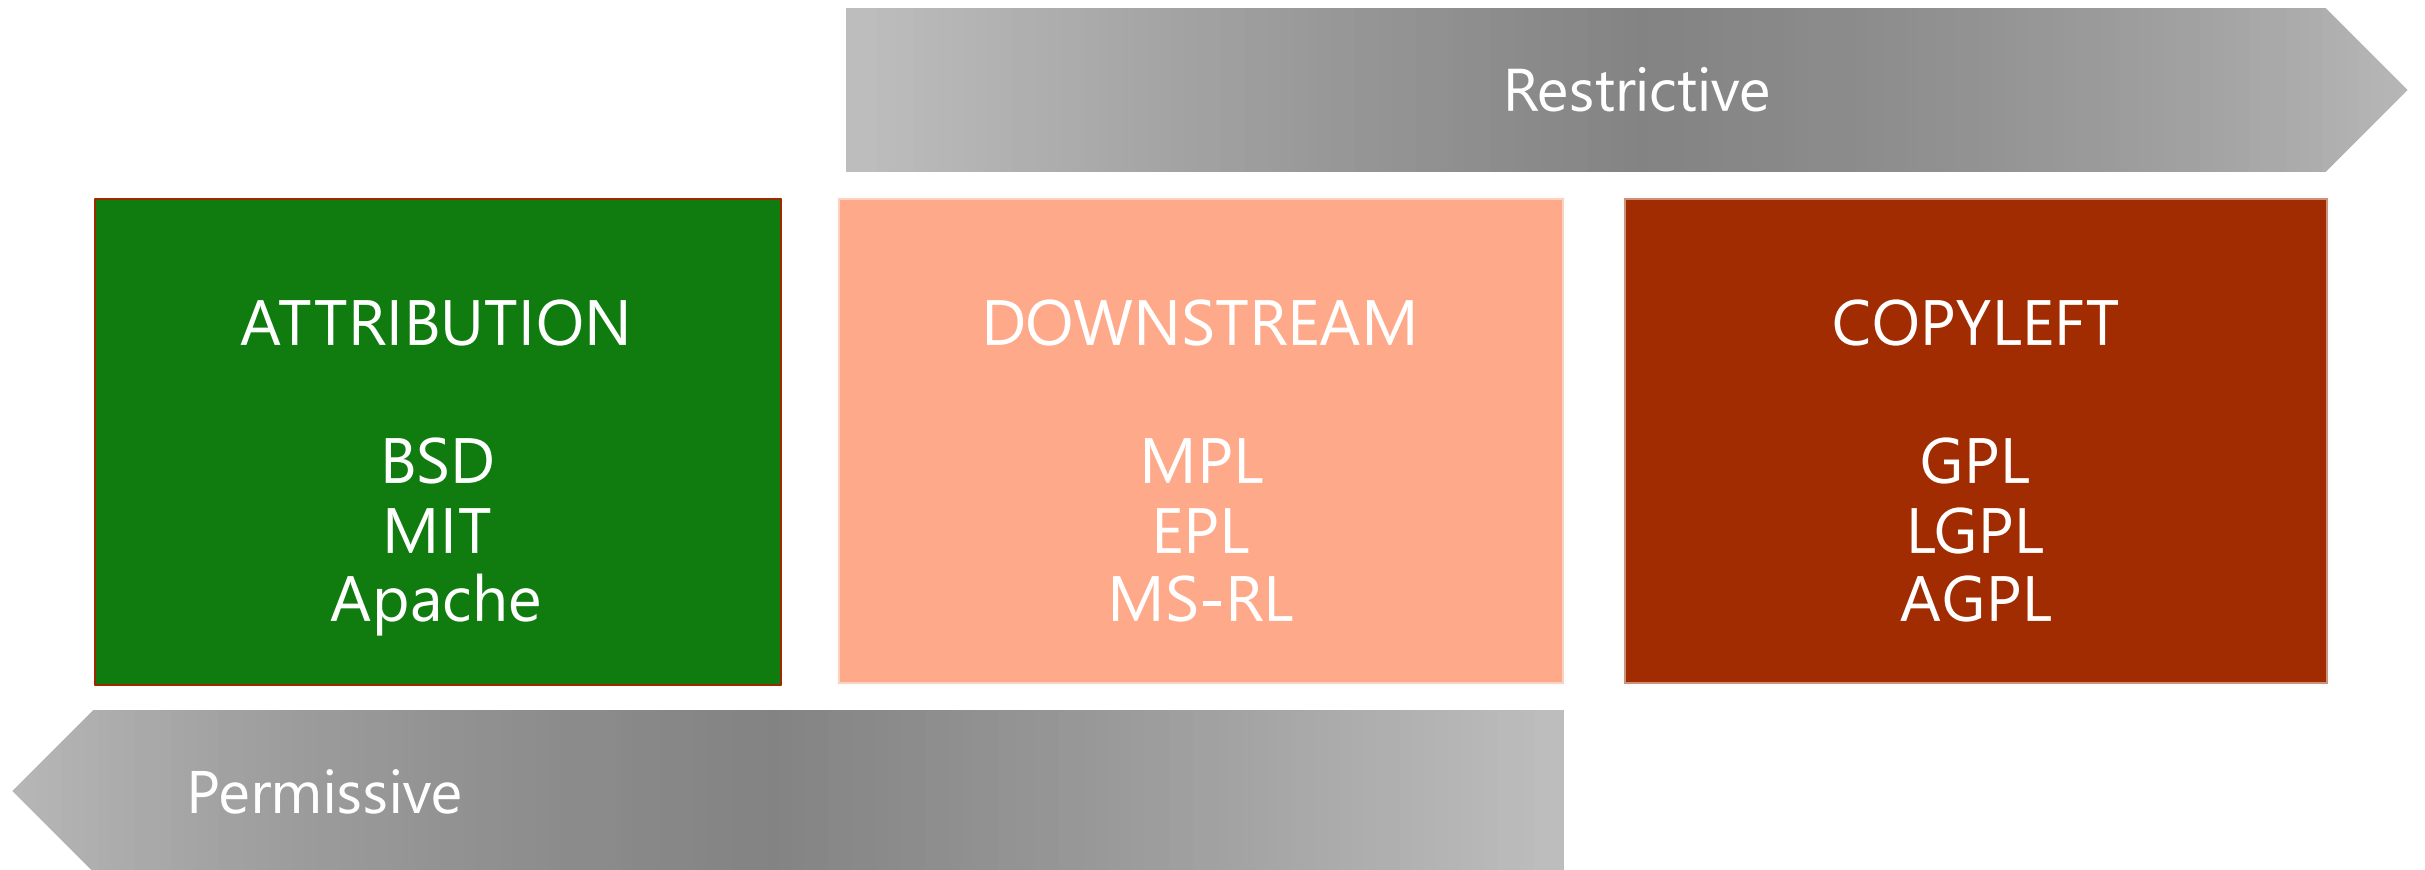 Restrictive
ATTRIBUTION
BSD
MIT
Apache
DOWNSTREAM
MPL
EPL
MS-RL
COPYLEFT
GPL
LGPL
AGPL
Permissive